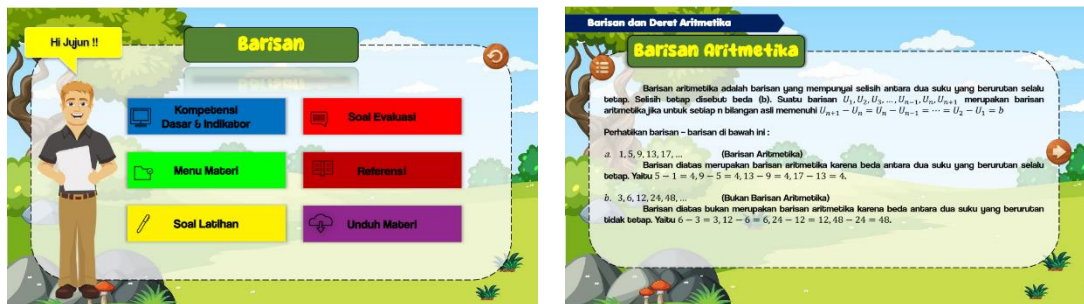 Hi Jujun !!
Barisan
Kompetensi
Dasar & Indikator
Soal Evaluasi
Menu Materi
Referensi
Soal Latihan
Unduh Materi
Barisan dan Deret Aritmetika
Barisan Aritmetika
Barisan aritmetika adalah barisan yang mempunyai selisih antara dua suku yang berurutan selalu
tetap. Selisih tetap disebut beda (b). Suatu barisan U₁, U₂, U₃, ..., Uₙ₋₁, Uₙ, Uₙ₊₁ merupakan barisan
aritmetika jika untuk setiap n bilangan asli memenuhi Uₙ₊₁ − Uₙ = Uₙ − Uₙ₋₁ = ⋯ = U₂ − U₁ = b
Perhatikan barisan – barisan di bawah ini :
a. 1, 5, 9, 13, 17, ... (Barisan Aritmetika)
Barisan diatas merupakan barisan aritmetika karena beda antara dua suku yang berurutan selalu
tetap. Yaitu 5 − 1 = 4, 9 − 5 = 4, 13 − 9 = 4, 17 − 13 = 4.
b. 3, 6, 12, 24, 48, ... (Bukan Barisan Aritmetika)
Barisan diatas bukan merupakan barisan aritmetika karena beda antara dua suku yang berurutan
tidak tetap. Yaitu 6 − 3 = 3, 12 − 6 = 6, 24 − 12 = 12, 48 − 24 = 48.